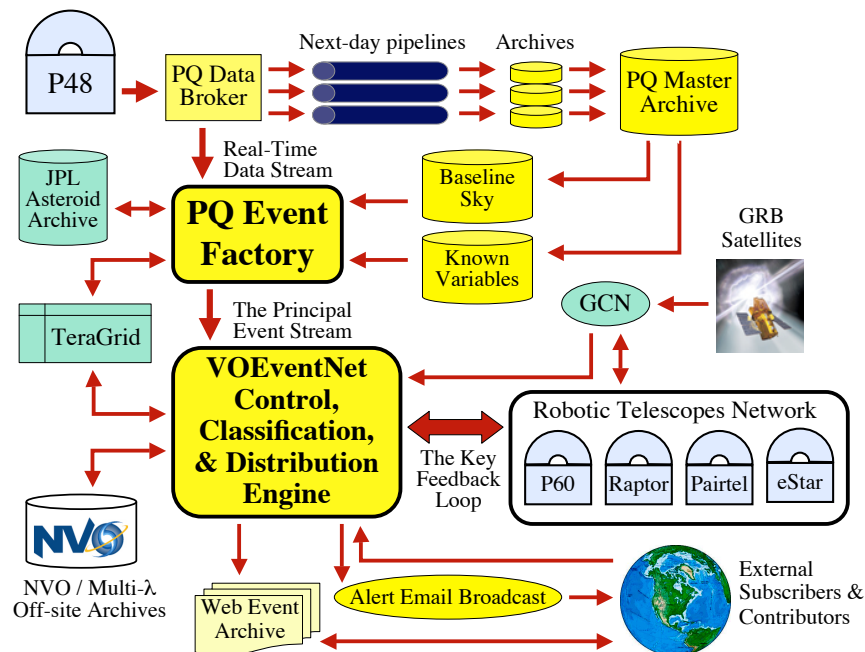 P48
PQ Data
Broker
Next-day pipelines
Archives
PQ Master
Archive
Real-Time
Data Stream
JPL
Asteroid
Archive
PQ Event
Factory
Baseline
Sky
Known
Variables
GRB
Satellites
GCN
The Principal
Event Stream
TeraGrid
VOEventNet
Control,
Classification,
& Distribution
Engine
The Key
Feedback
Loop
Robotic Telescopes Network
P60
Raptor
Pairtel
eStar
NVO
NVO / Multi-λ
Off-site Archives
Web Event
Archive
Alert Email Broadcast
External
Subscribers &
Contributors